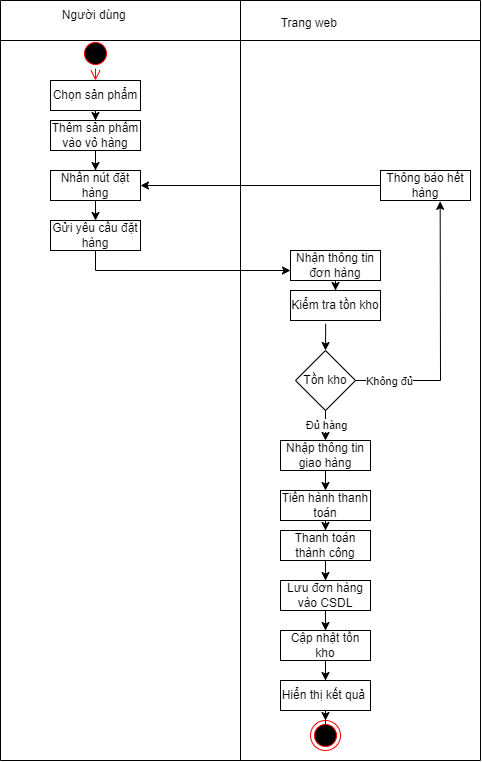 Người dùng
Trang web
Chọn sản phẩm
Thêm sản phẩm
vào vỏ hàng
Nhấn nút đặt
hàng
Thông báo hết
hàng
Gửi yêu cầu đặt
hàng
Nhận thông tin
đơn hàng
Kiểm tra tồn kho
Tồn kho
Không đủ
Đủ hàng
Nhập thông tin
giao hàng
Tiến hành thanh
toán
Thanh toán
thành công
Lưu đơn hàng
vào CSDL
Cập nhật tồn
kho
Hiển thị kết quả